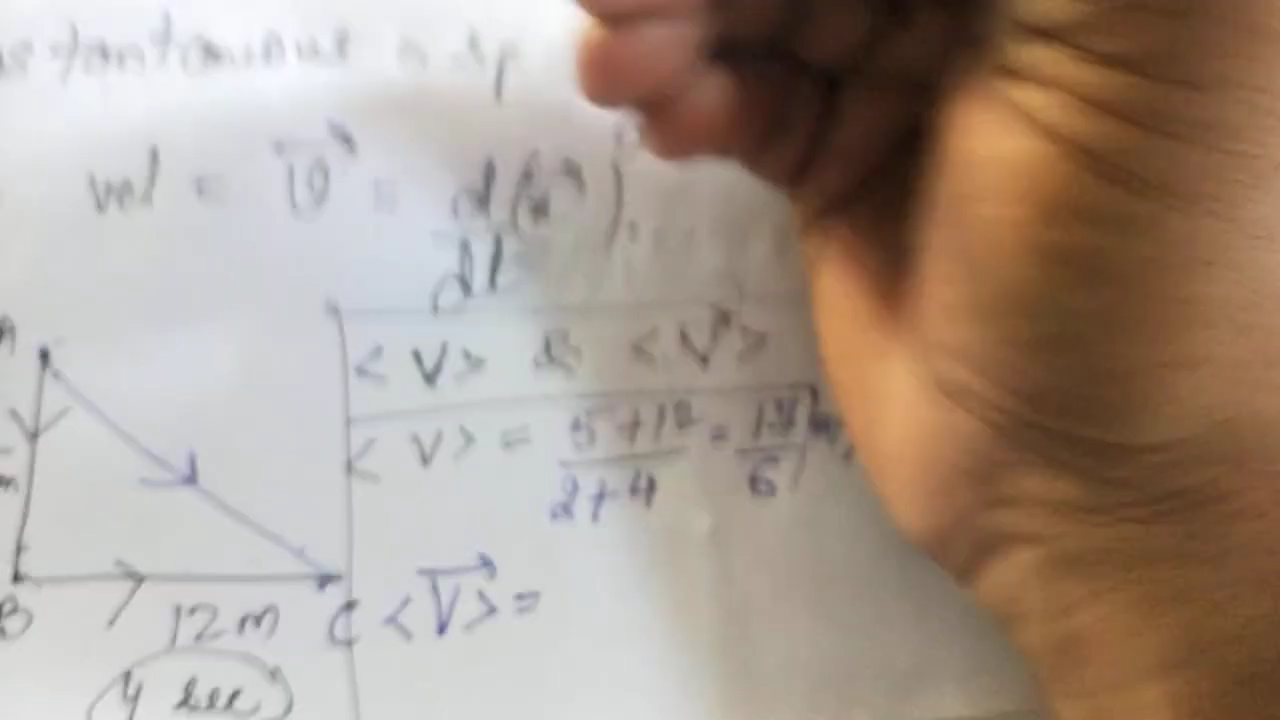 vel = v⃗ = d(r⃗)/dt
A
< V > & < V⃗ >
< V > = 5+12/2+4 = 17/6
B 12m C < V⃗ > =
4 sec